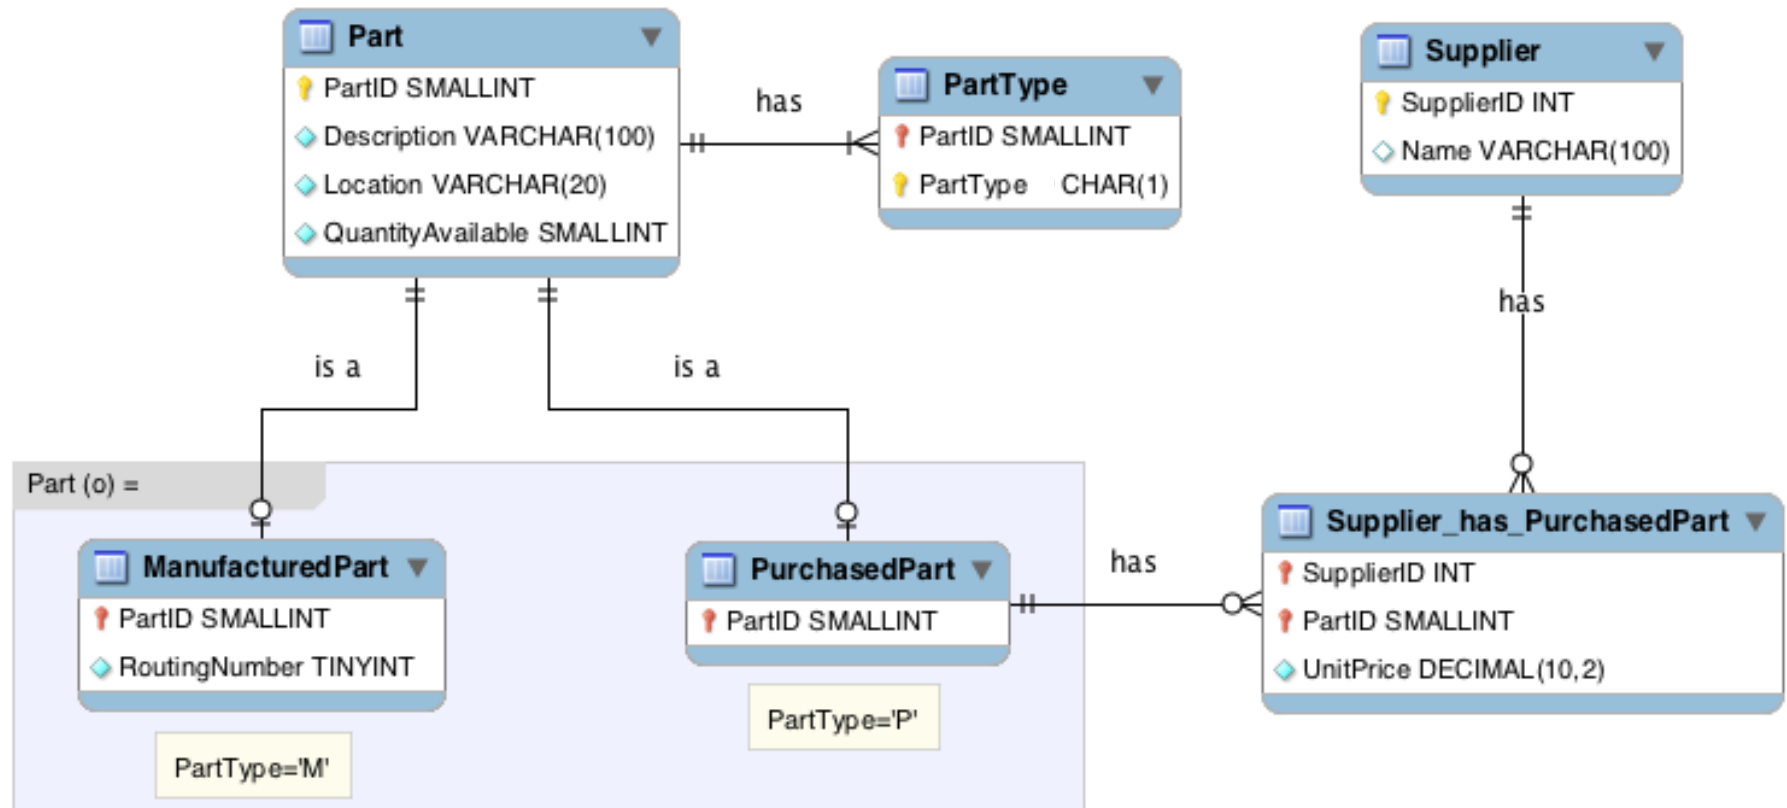 Part
PartID SMALLINT
Description VARCHAR(100)
Location VARCHAR(20)
QuantityAvailable SMALLINT
has
PartType
PartID SMALLINT
PartType CHAR(1)
Supplier
SupplierID INT
Name VARCHAR(100)
is a
is a
has
Part (o) =
ManufacturedPart
PartID SMALLINT
RoutingNumber TINYINT
PartType='M'
PurchasedPart
PartID SMALLINT
PartType='P'
has
Supplier_has_PurchasedPart
SupplierID INT
PartID SMALLINT
UnitPrice DECIMAL(10,2)